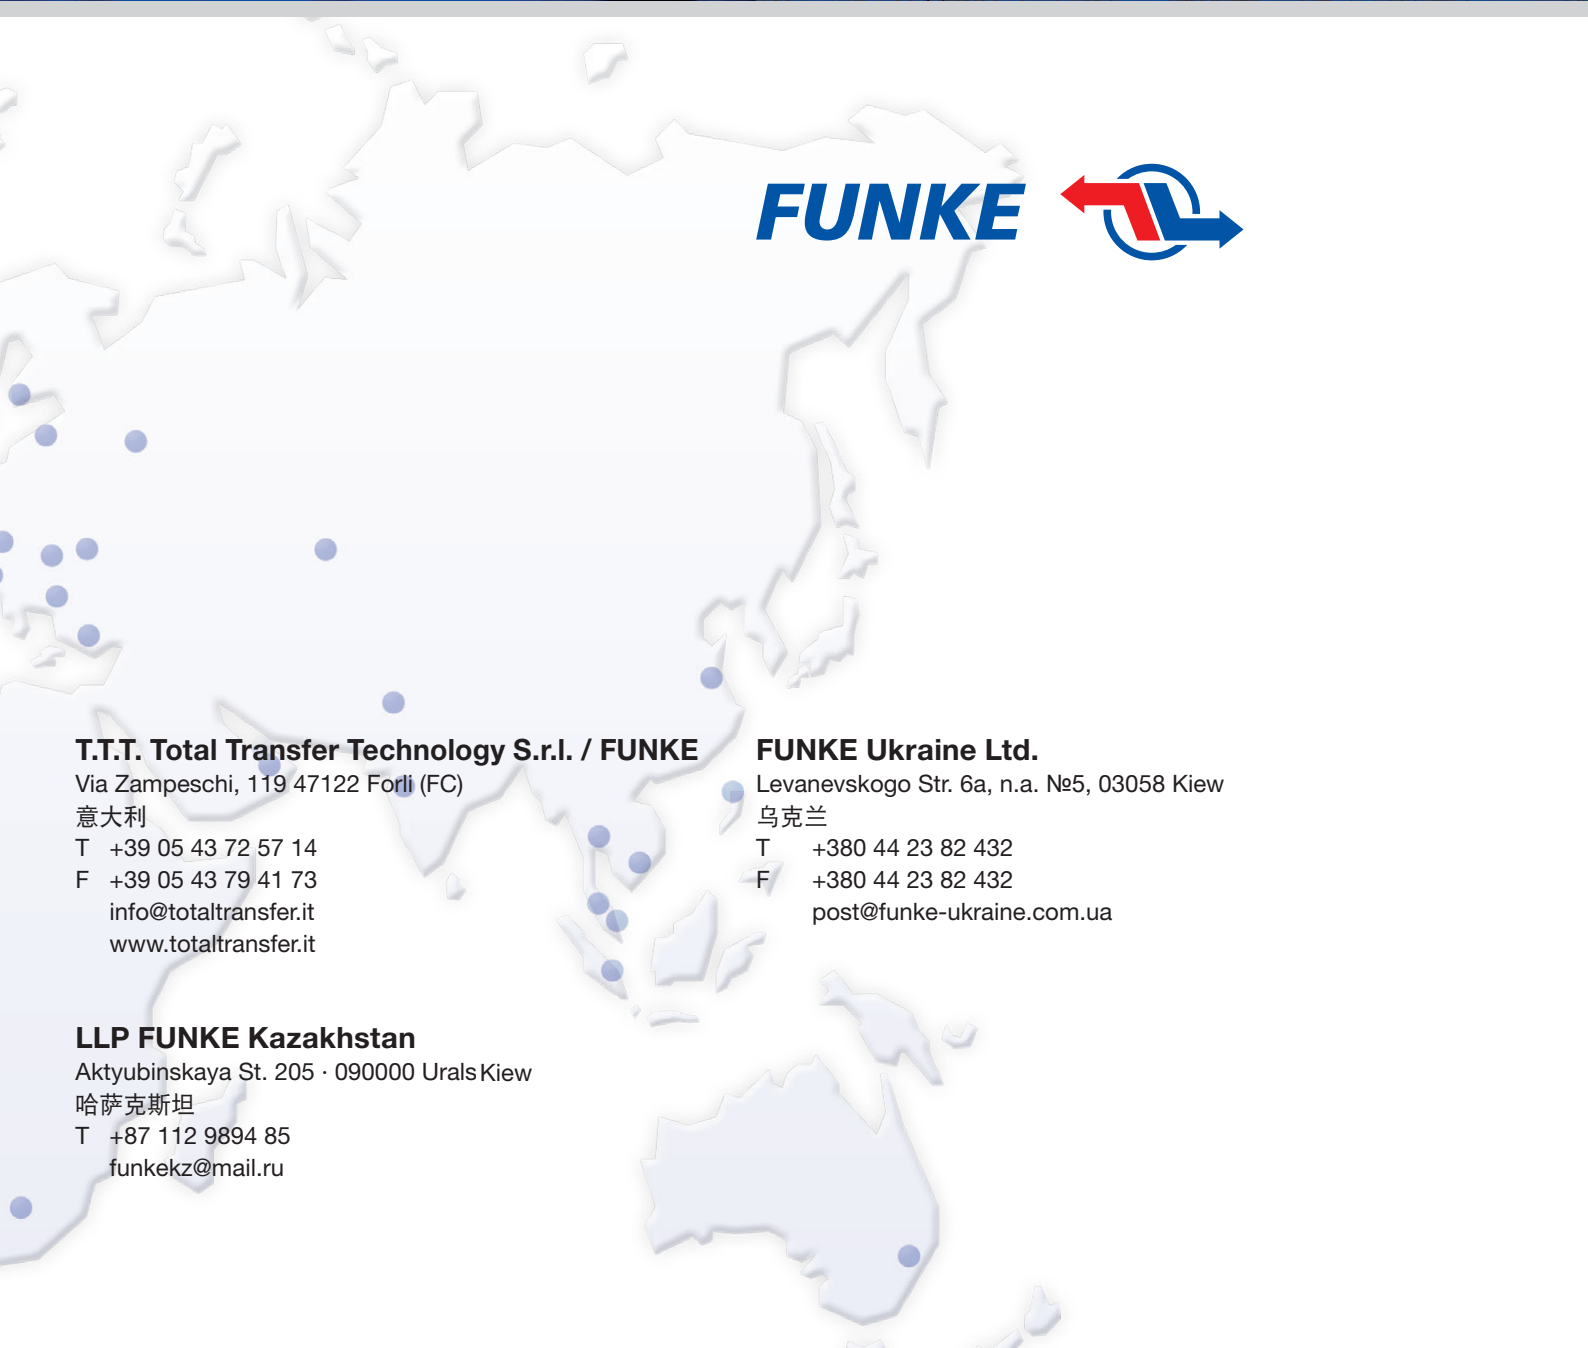 FUNKE
T.T.T. Total Transfer Technology S.r.l. / FUNKE
Via Zampeschi, 119 47122 Forli (FC)
意大利
T +39 05 43 72 57 14
F +39 05 43 79 41 73
info@totaltransfer.it
www.totaltransfer.it
FUNKE Ukraine Ltd.
Levanevskogo Str. 6a, n.a. №5, 03058 Kiew
乌克兰
T +380 44 23 82 432
F +380 44 23 82 432
post@funke-ukraine.com.ua
LLP FUNKE Kazakhstan
Aktyubinskaya St. 205 · 090000 Urals Kiew
哈萨克斯坦
T +87 112 9894 85
funkekz@mail.ru